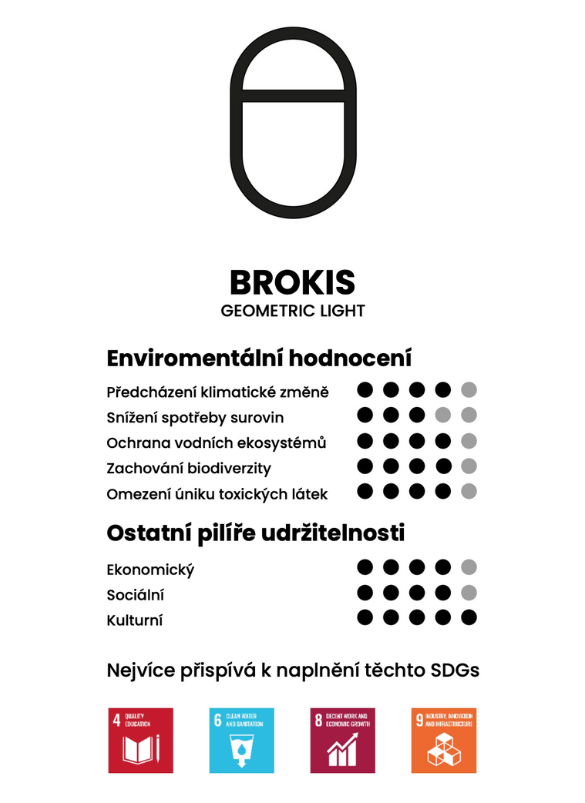 BROKIS
GEOMETRIC LIGHT
Enviromentální hodnocení
Předcházení klimatické změně
Snížení spotřeby surovin
Ochrana vodních ekosystémů
Zachování biodiverzity
Omezení úniku toxických látek
Ostatní pilíře udržitelnosti
Ekonomický
Sociální
Kulturní
Nejvíce přispívá k naplnění těchto SDGs
4 QUALITY EDUCATION
6 CLEAN WATER AND SANITATION
8 DECENT WORK AND ECONOMIC GROWTH
9 INDUSTRY, INNOVATION AND INFRASTRUCTURE